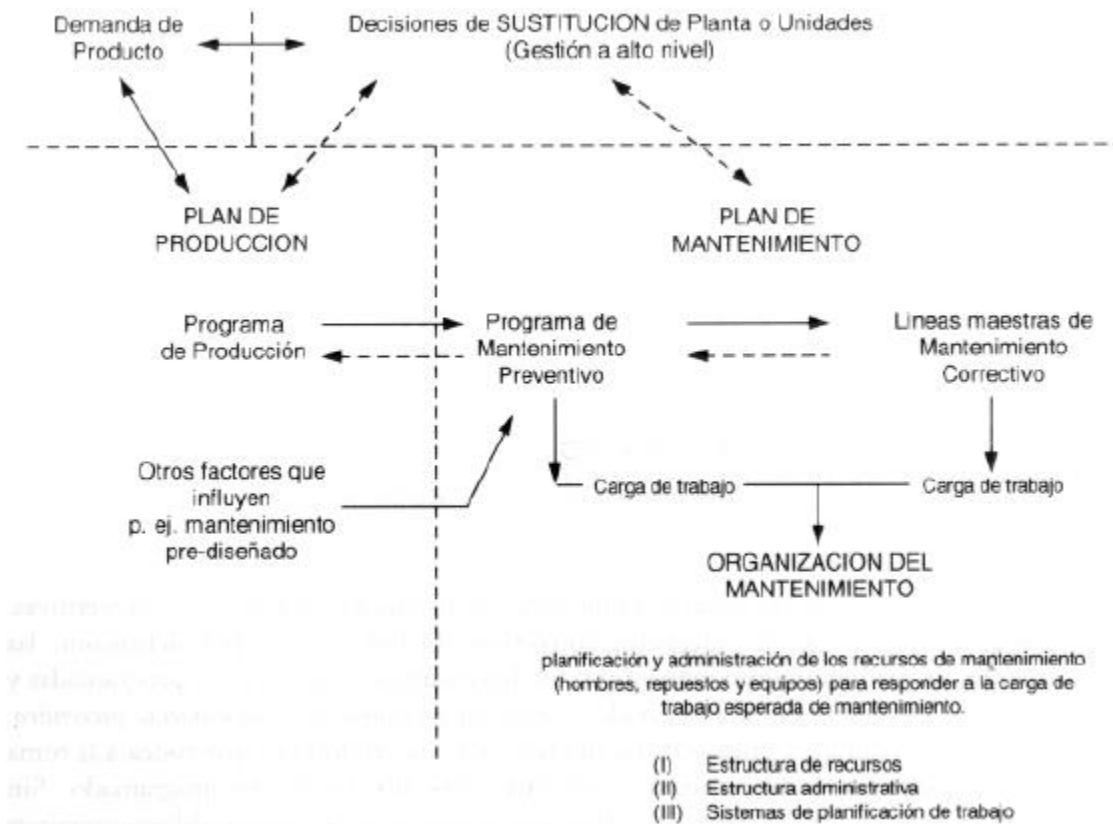 Demanda de
Producto
Decisiones de SUSTITUCION de Planta o Unidades
(Gestión a alto nivel)
PLAN DE
PRODUCCION
PLAN DE
MANTENIMIENTO
Programa
de Producción
Programa de
Mantenimiento
Preventivo
Lineas maestras de
Mantenimiento
Correctivo
Otros factores que
influyen
p. ej. mantenimiento
pre-diseñado
Carga de trabajo
Carga de trabajo
ORGANIZACION DEL
MANTENIMIENTO
planificación y administración de los recursos de mantenimiento
(hombres, repuestos y equipos) para responder a la carga de
trabajo esperada de mantenimiento.
(I) Estructura de recursos
(II) Estructura administrativa
(III) Sistemas de planificación de trabajo